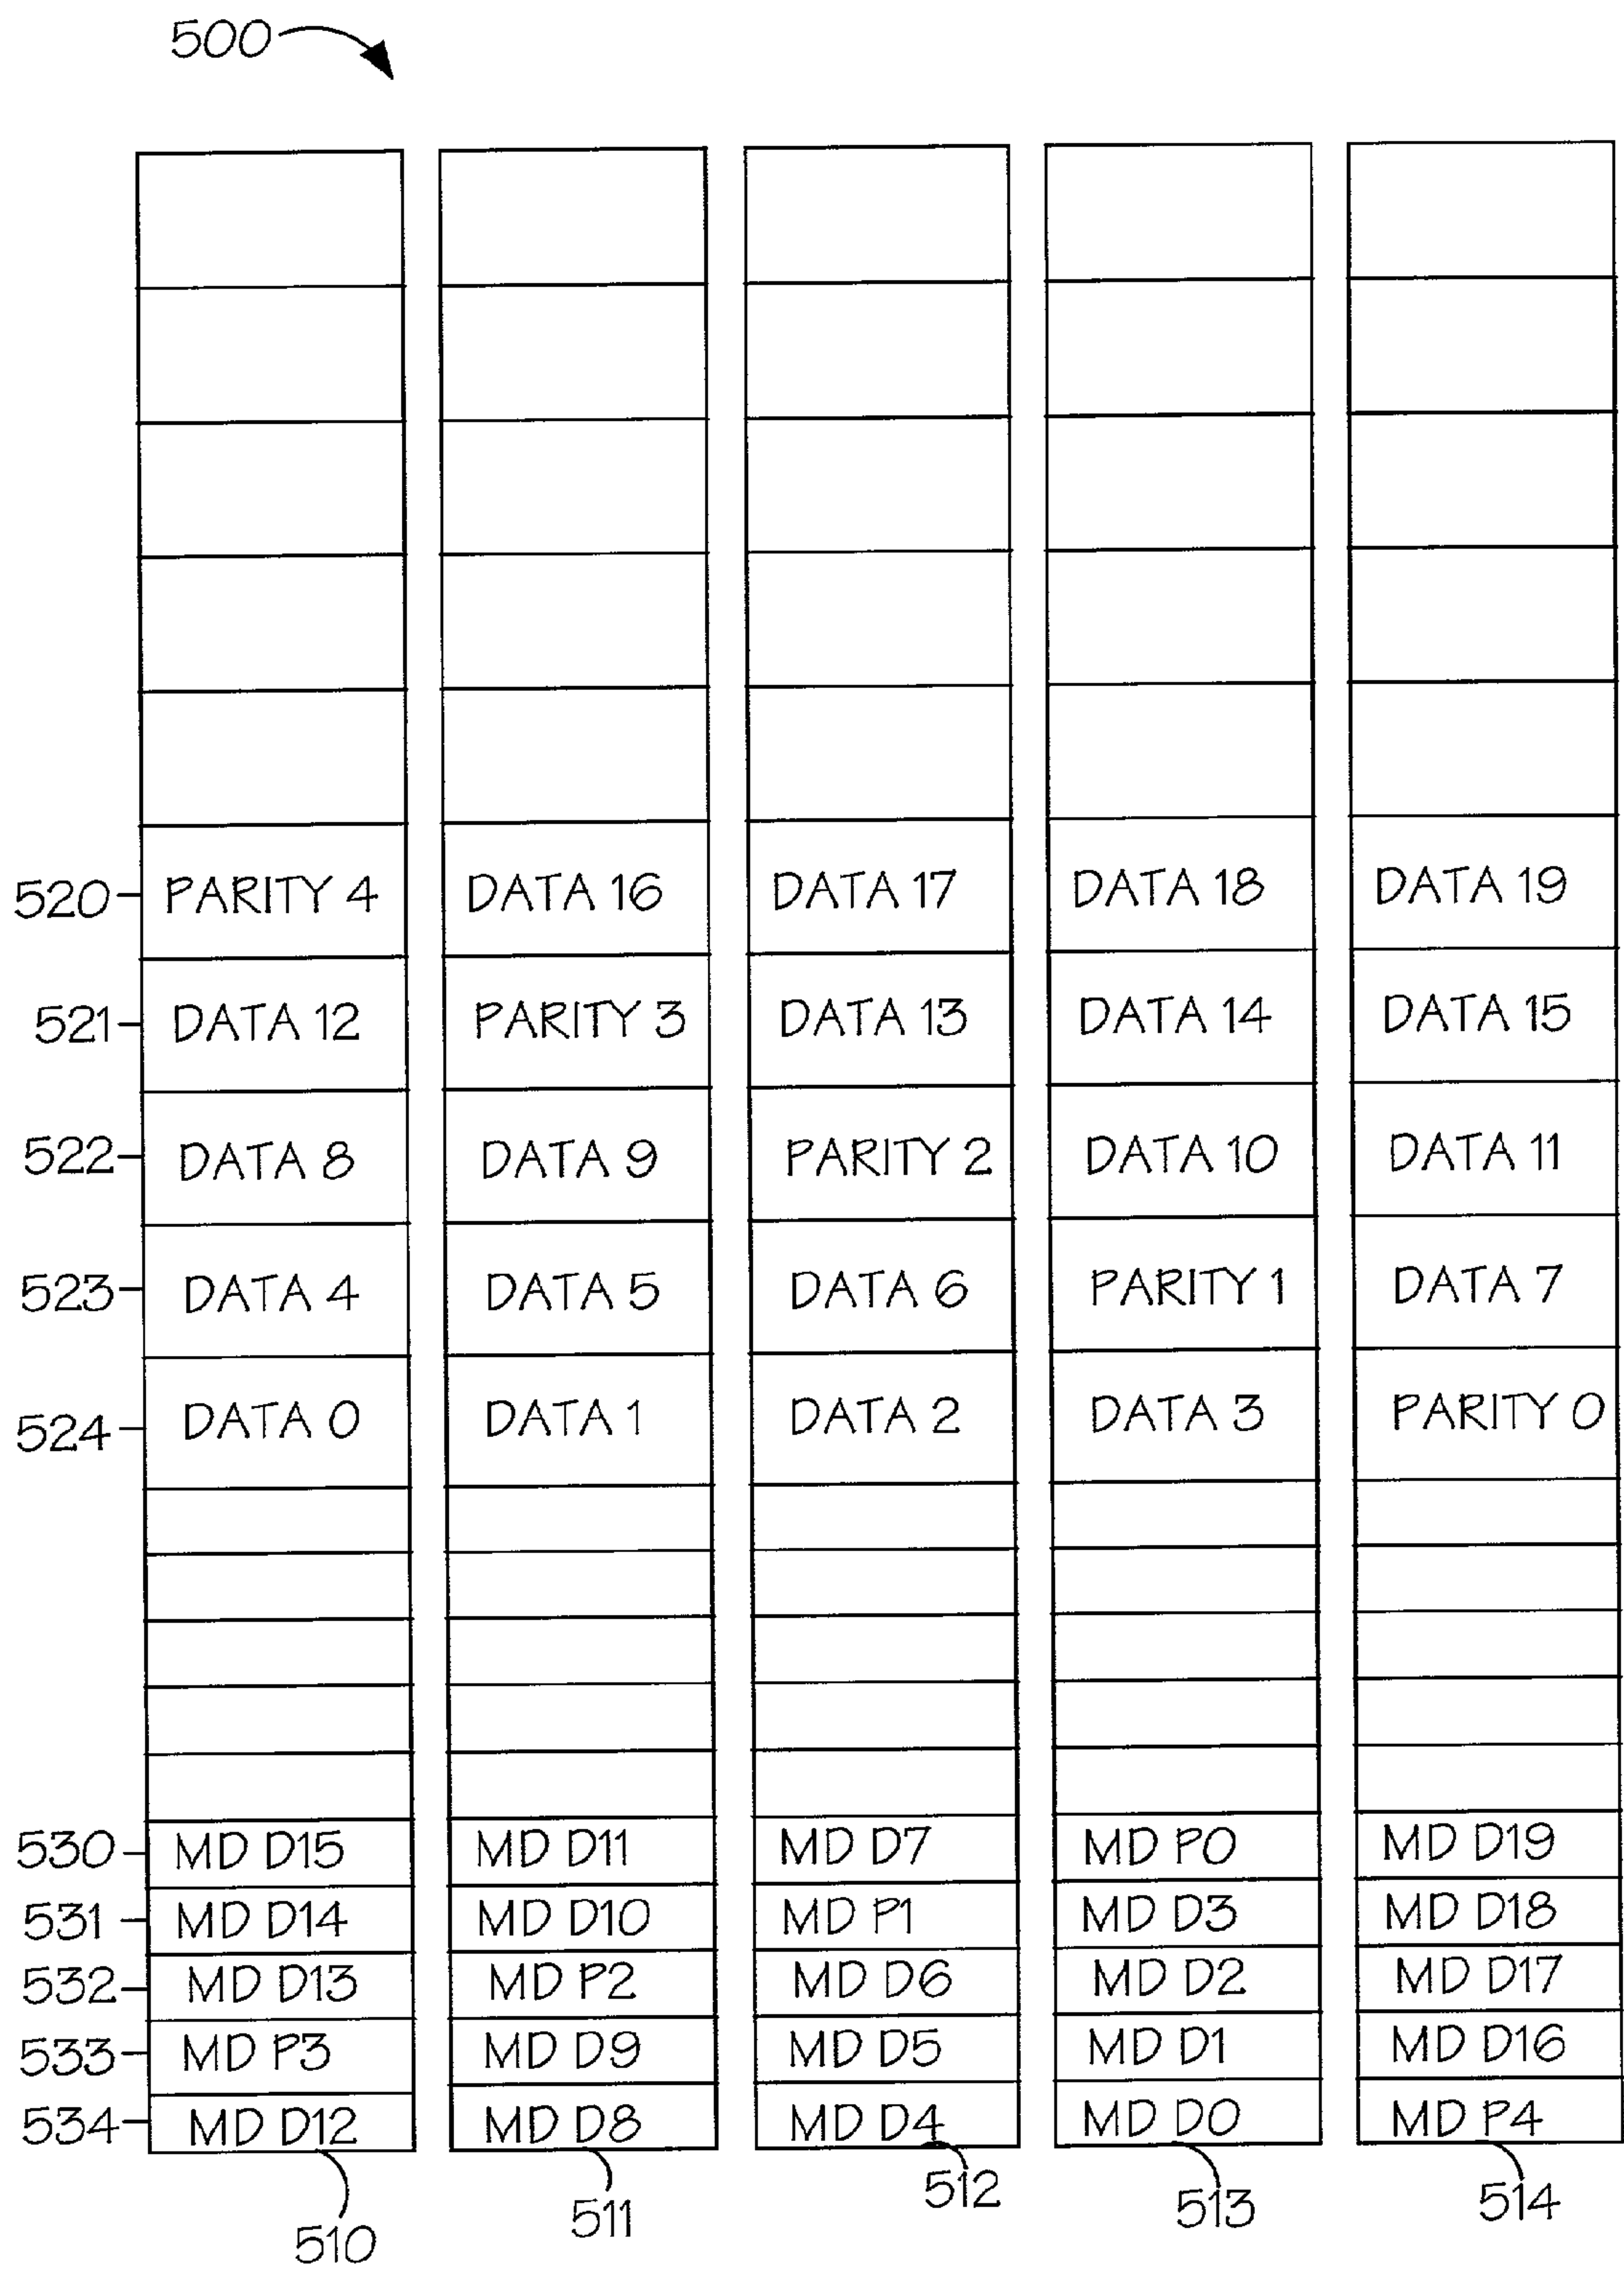 500
520 PARITY 4 DATA 16 DATA 17 DATA 18 DATA 19
521 DATA 12 PARITY 3 DATA 13 DATA 14 DATA 15
522 DATA 8 DATA 9 PARITY 2 DATA 10 DATA 11
523 DATA 4 DATA 5 DATA 6 PARITY 1 DATA 7
524 DATA 0 DATA 1 DATA 2 DATA 3 PARITY 0
530 MD D15 MD D11 MD D7 MD P0 MD D19
531 MD D14 MD D10 MD P1 MD D3 MD D18
532 MD D13 MD P2 MD D6 MD D2 MD D17
533 MD P3 MD D9 MD D5 MD D1 MD D16
534 MD D12 MD D8 MD D4 MD D0 MD P4
510 511 512 513 514